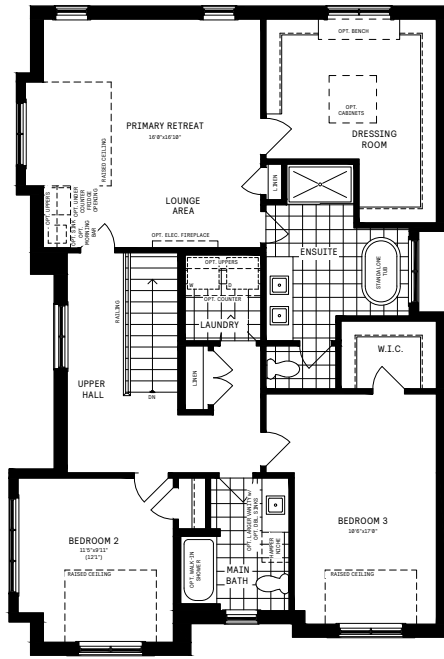 OPT. BENCH
OPT.
CABINETS
DRESSING
ROOM
PRIMARY RETREAT
16'0"x16'10"
RAISED CEILING
LOUNGE
AREA
OPT. UPPERS
OPT. SINK
OPT. UNDER
COUNTER
FRIDGE
OPENING
OPT.
MORNING
BAR
OPT. ELEC. FIREPLACE
LINEN
ENSUITE
STANDALONE
TUB
OPT. UPPERS
W
D
OPT. COUNTER
LAUNDRY
RAILING
DN
UPPER
HALL
LINEN
W.I.C.
BEDROOM 2
11'5"x9'11"
(12'1")
RAISED CEILING
OPT. WALK-IN
SHOWER
OPT. LARGER VANITY w/
OPT. DBL. SINKS
HAMPER
NICHE
MAIN
BATH
BEDROOM 3
10'6"x17'0"
RAISED CEILING